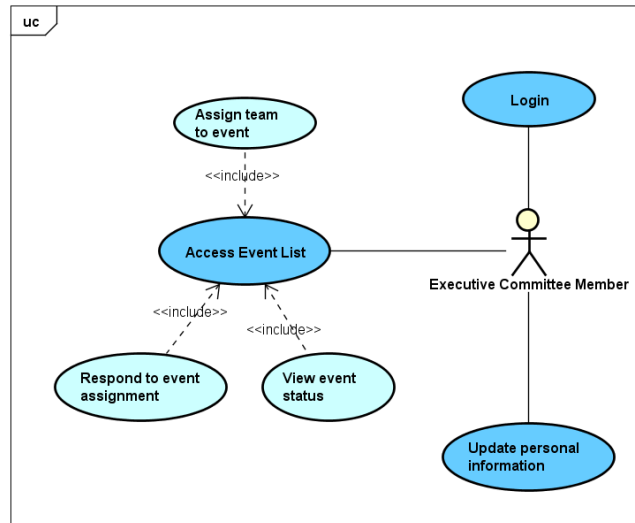 uc
Assign team
to event
Login
<<include>>
Access Event List
Executive Committee Member
<<include>>
<<include>>
Respond to event
assignment
View event
status
Update personal
information